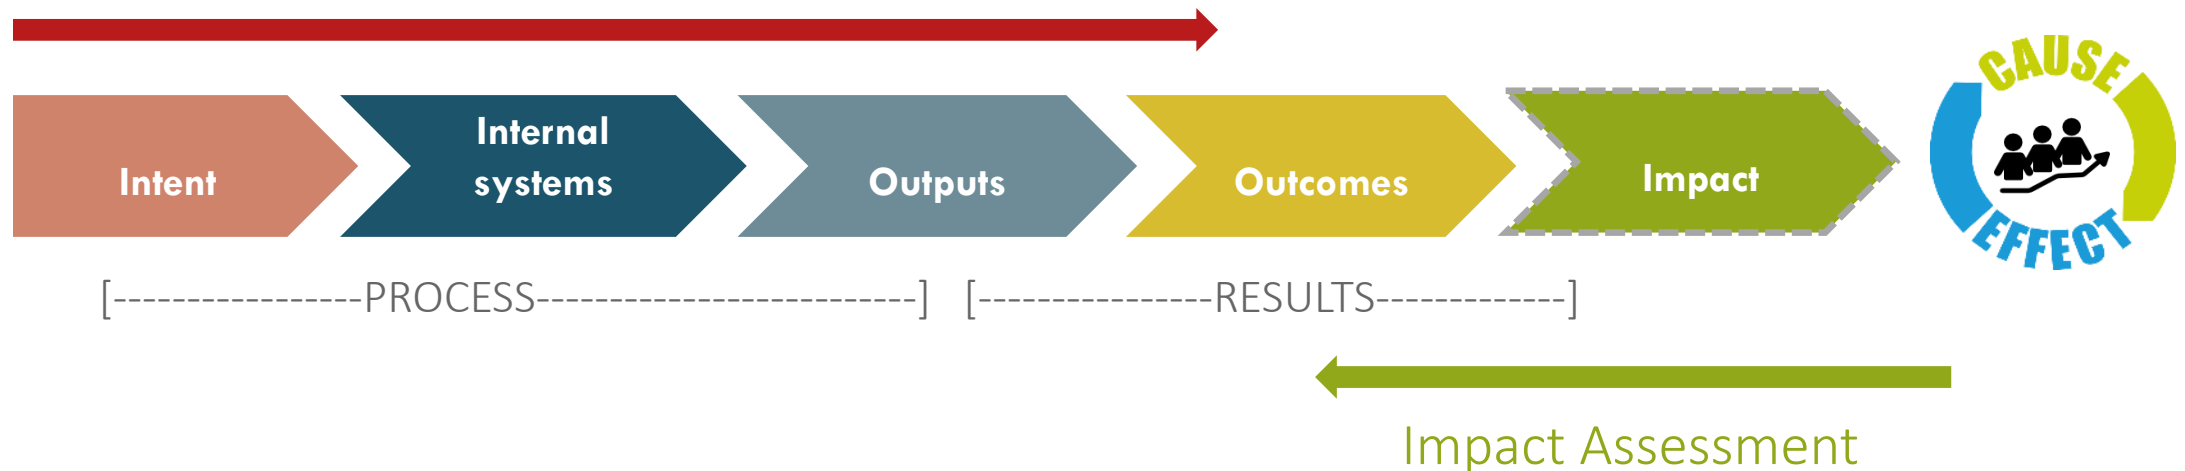 CAUSE
Internal
systems
Intent
Outputs
Outcomes
Impact
EFFECT
[-----------------PROCESS--------------------------] [----------------RESULTS-------------]
Impact Assessment